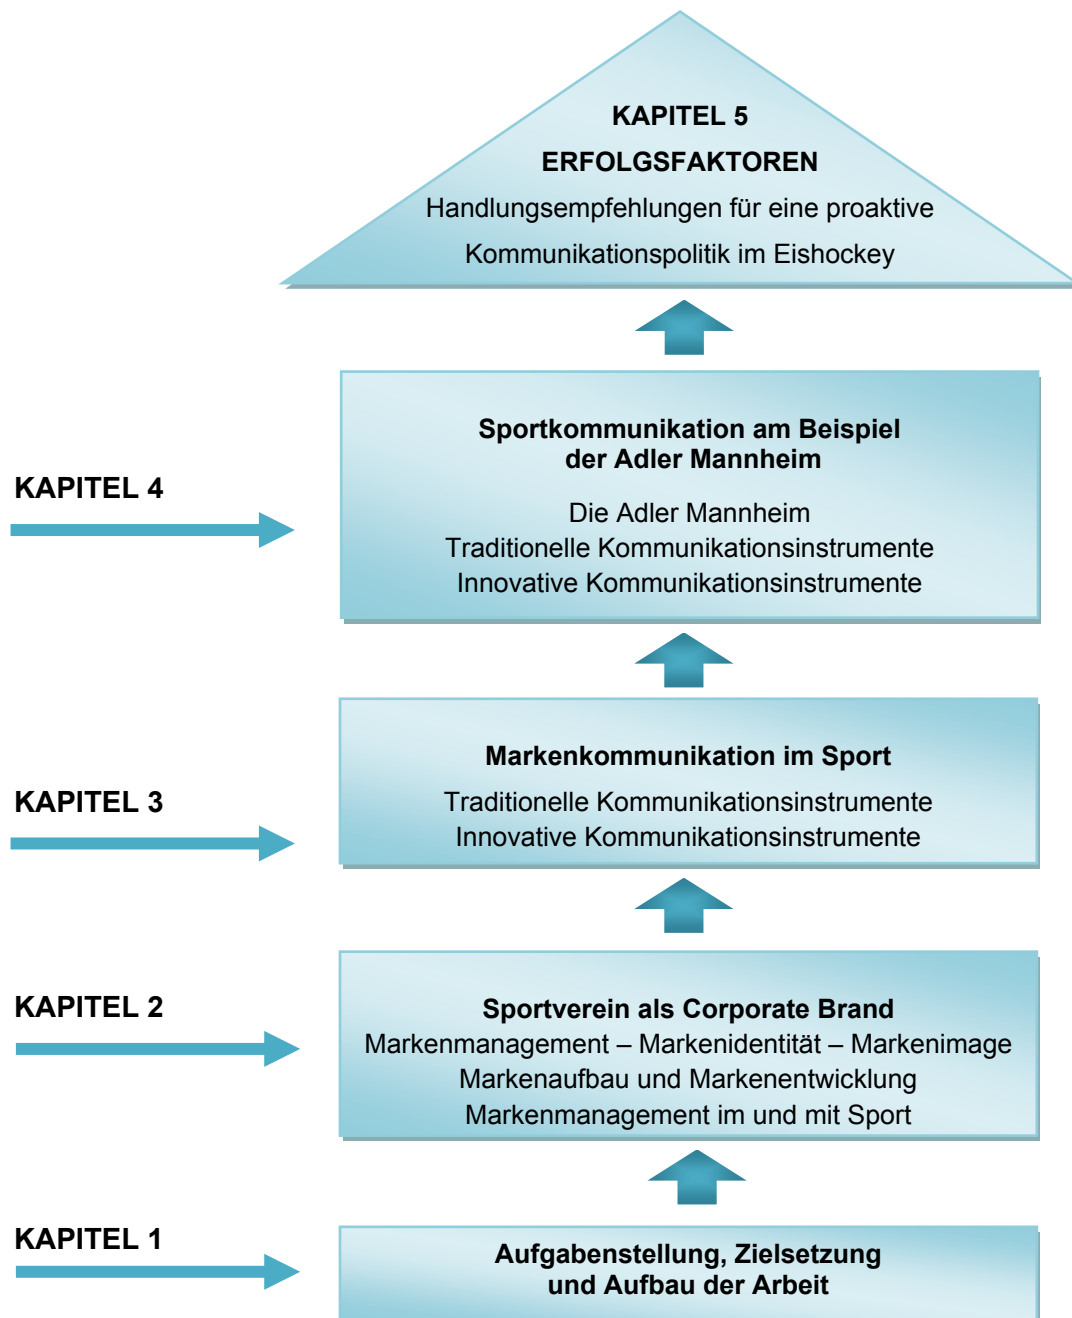 KAPITEL 5
ERFOLGSFAKTOREN
Handlungsempfehlungen für eine proaktive
Kommunikationspolitik im Eishockey
KAPITEL 4
Sportkommunikation am Beispiel
der Adler Mannheim
Die Adler Mannheim
Traditionelle Kommunikationsinstrumente
Innovative Kommunikationsinstrumente
KAPITEL 3
Markenkommunikation im Sport
Traditionelle Kommunikationsinstrumente
Innovative Kommunikationsinstrumente
KAPITEL 2
Sportverein als Corporate Brand
Markenmanagement – Markenidentität – Markenimage
Markenaufbau und Markenentwicklung
Markenmanagement im und mit Sport
KAPITEL 1
Aufgabenstellung, Zielsetzung
und Aufbau der Arbeit